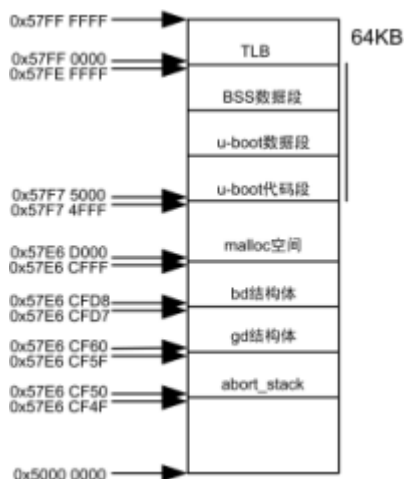 0x57FF FFFF
64KB
TLB
0x57FF 0000
0x57FE FFFF
BSS数据段
u-boot数据段
u-boot代码段
0x57F7 5000
0x57F7 4FFF
malloc空间
0x57E6 D000
0x57E6 CFFF
bd结构体
0x57E6 CFD8
0x57E6 CFD7
gd结构体
0x57E6 CF60
0x57E6 CF5F
abort_stack
0x57E6 CF50
0x57E6 CF4F
0x5000 0000